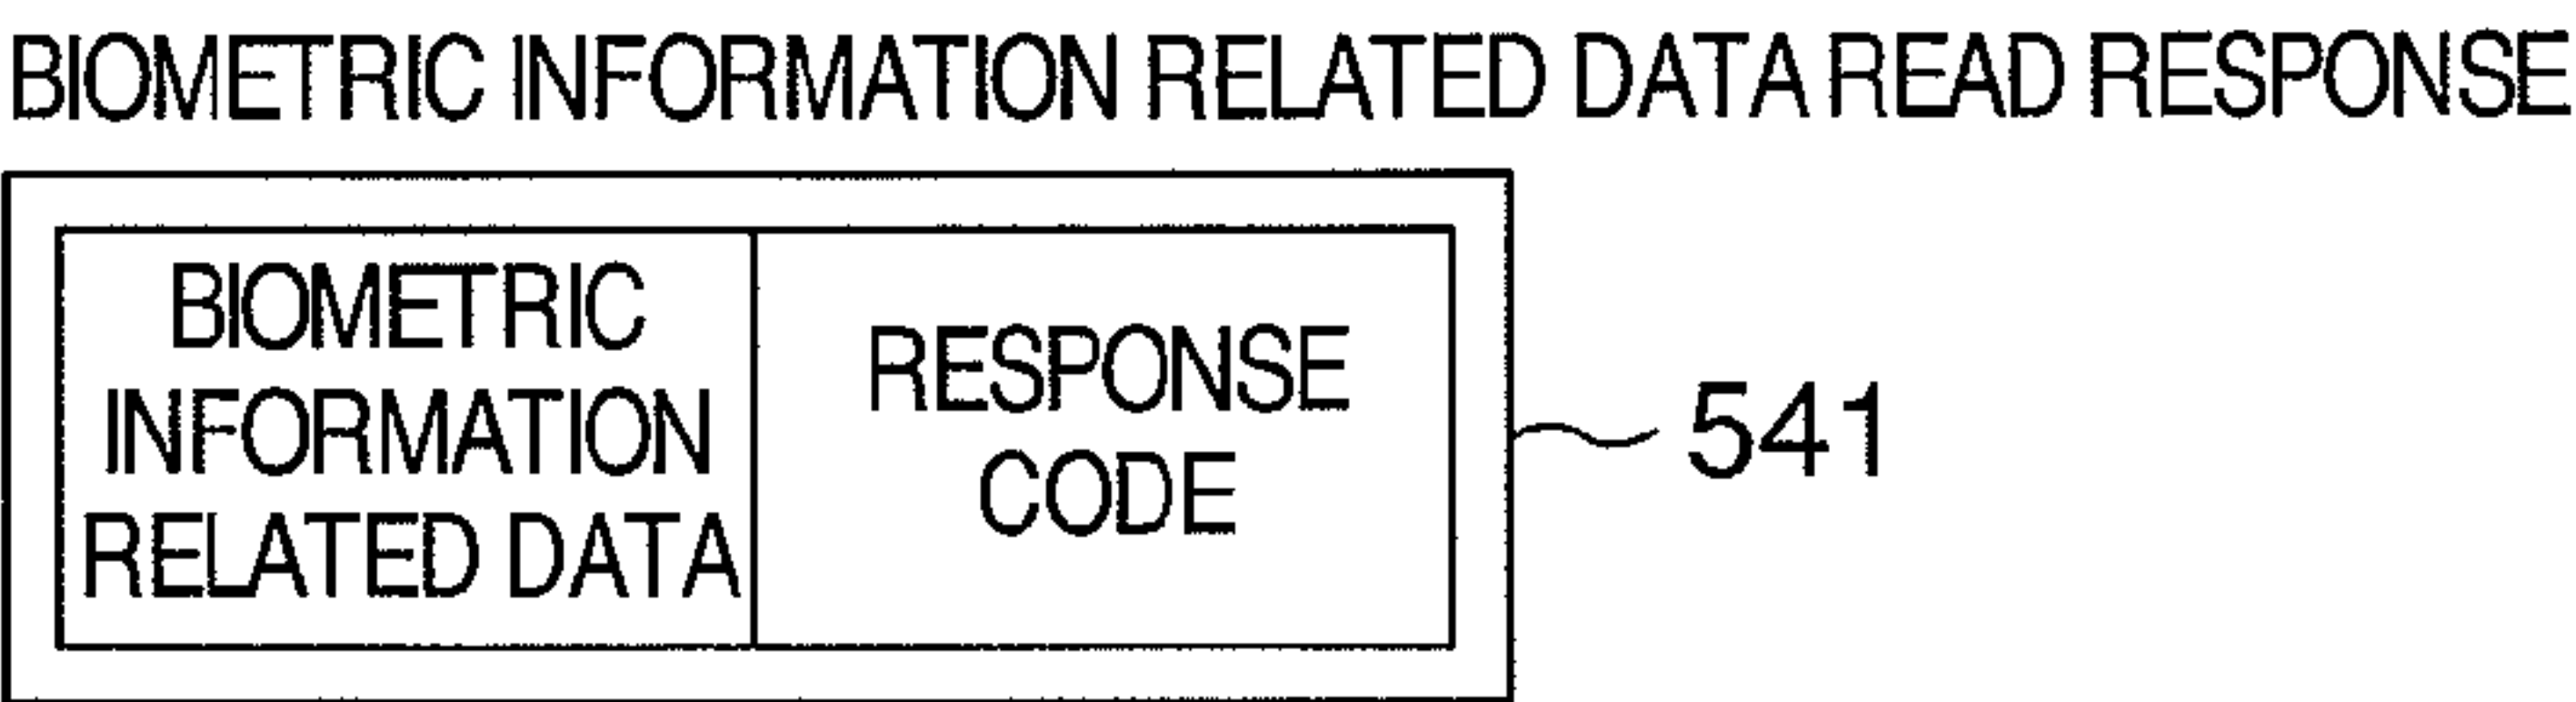 BIOMETRIC INFORMATION RELATED DATA READ RESPONSE
BIOMETRIC
INFORMATION
RELATED DATA
RESPONSE
CODE
541